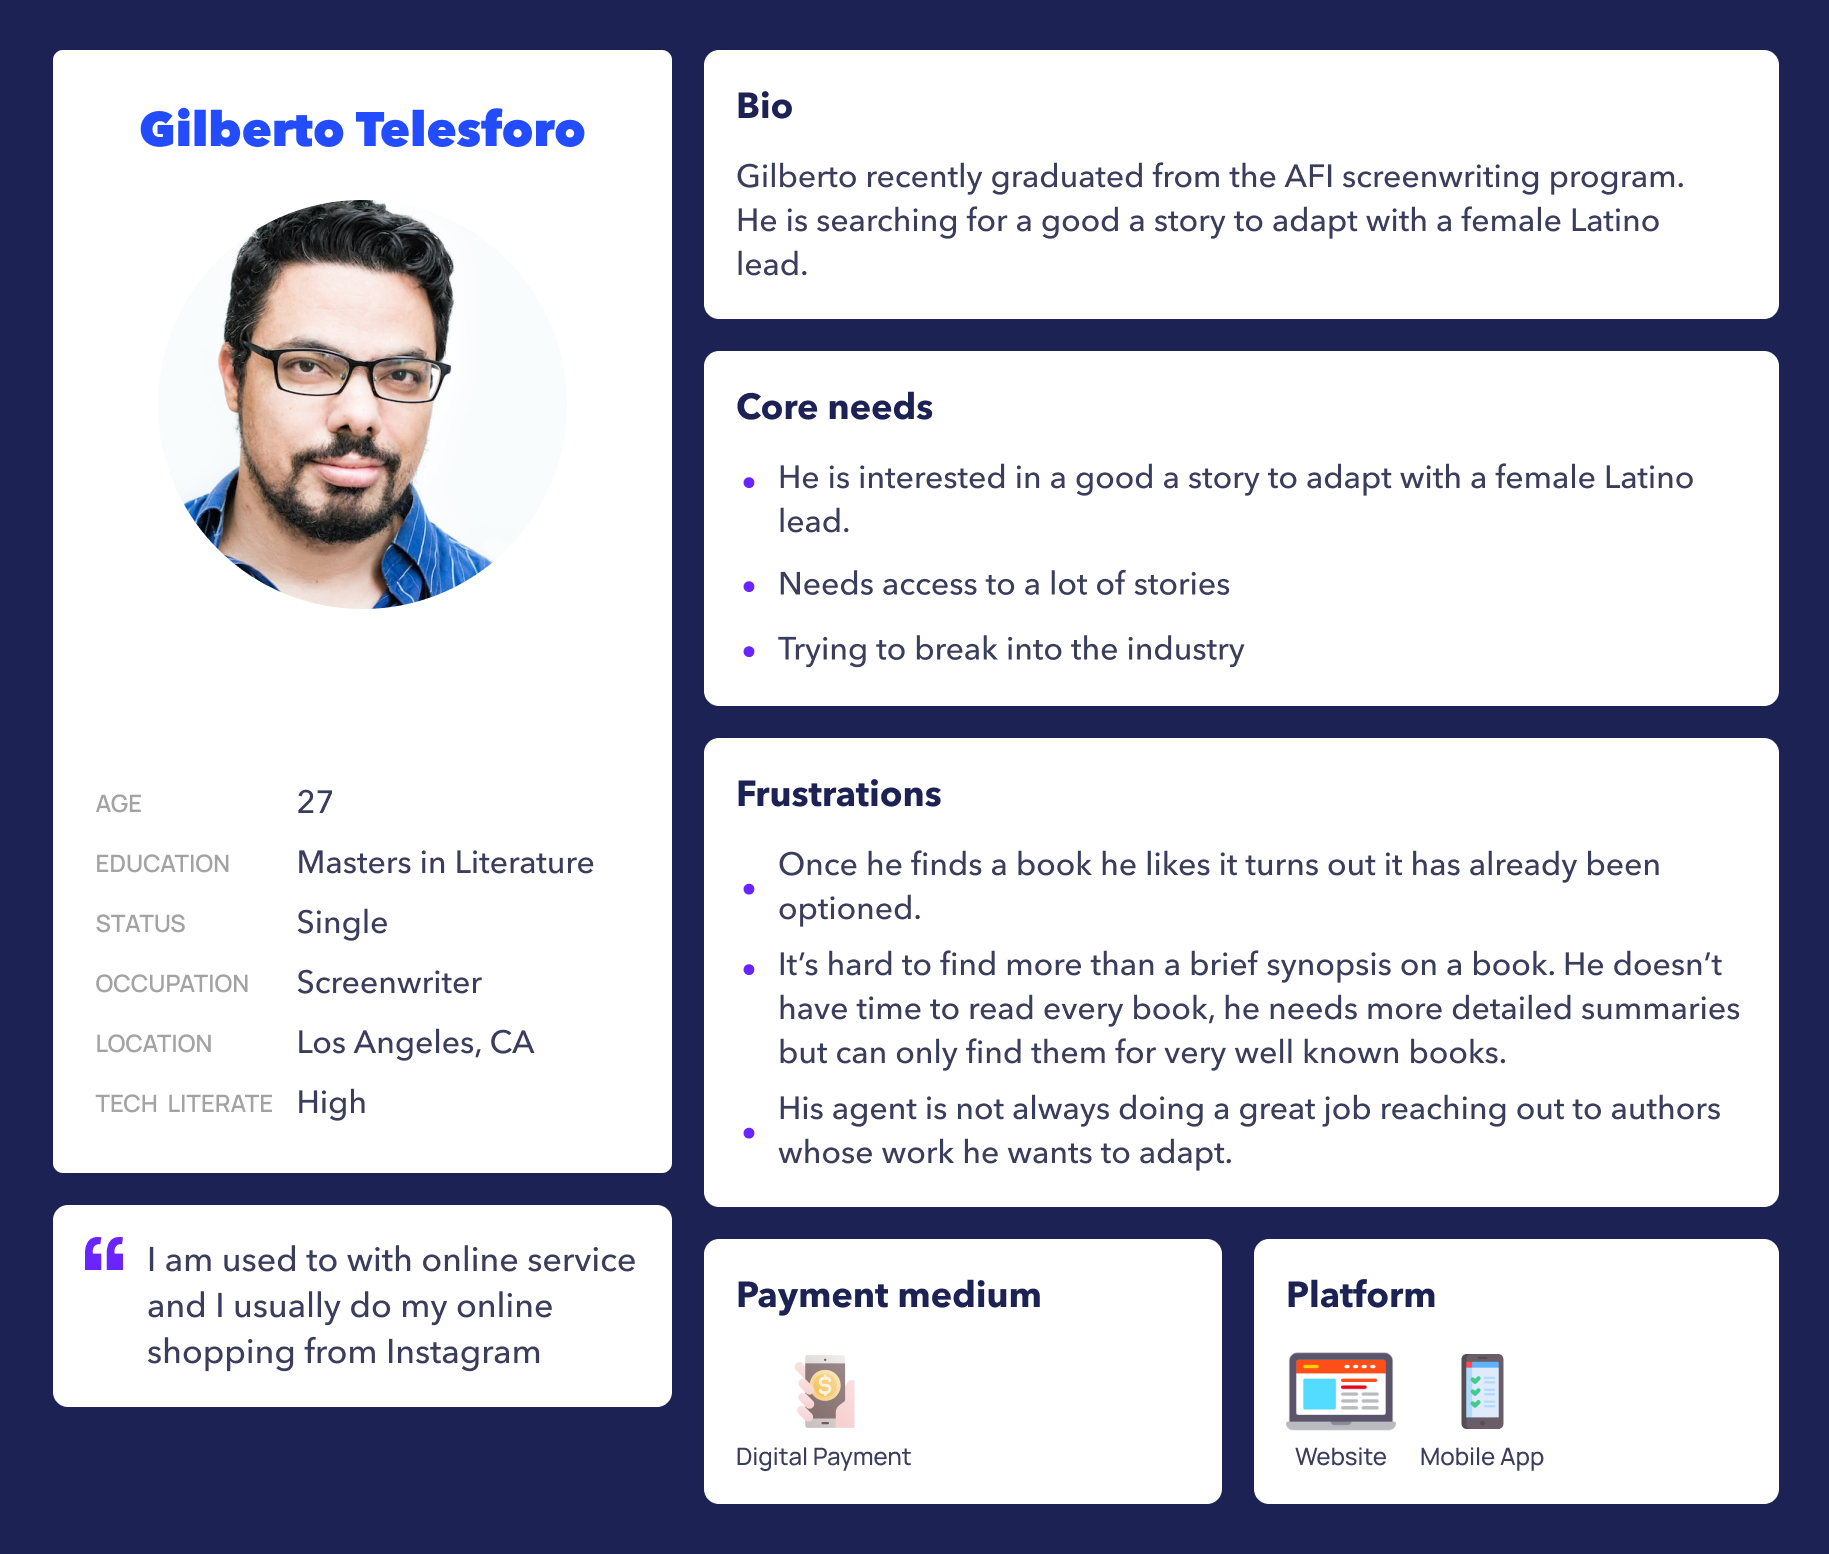 Gilberto Telesforo
AGE 27
EDUCATION Masters in Literature
STATUS Single
OCCUPATION Screenwriter
LOCATION Los Angeles, CA
TECH LITERATE High
“ I am used to with online service
and I usually do my online
shopping from Instagram
Bio
Gilberto recently graduated from the AFI screenwriting program.
He is searching for a good a story to adapt with a female Latino
lead.
Core needs
• He is interested in a good a story to adapt with a female Latino
lead.
• Needs access to a lot of stories
• Trying to break into the industry
Frustrations
• Once he finds a book he likes it turns out it has already been
optioned.
• It’s hard to find more than a brief synopsis on a book. He doesn’t
have time to read every book, he needs more detailed summaries
but can only find them for very well known books.
• His agent is not always doing a great job reaching out to authors
whose work he wants to adapt.
Payment medium
$
Digital Payment
Platform
Website Mobile App